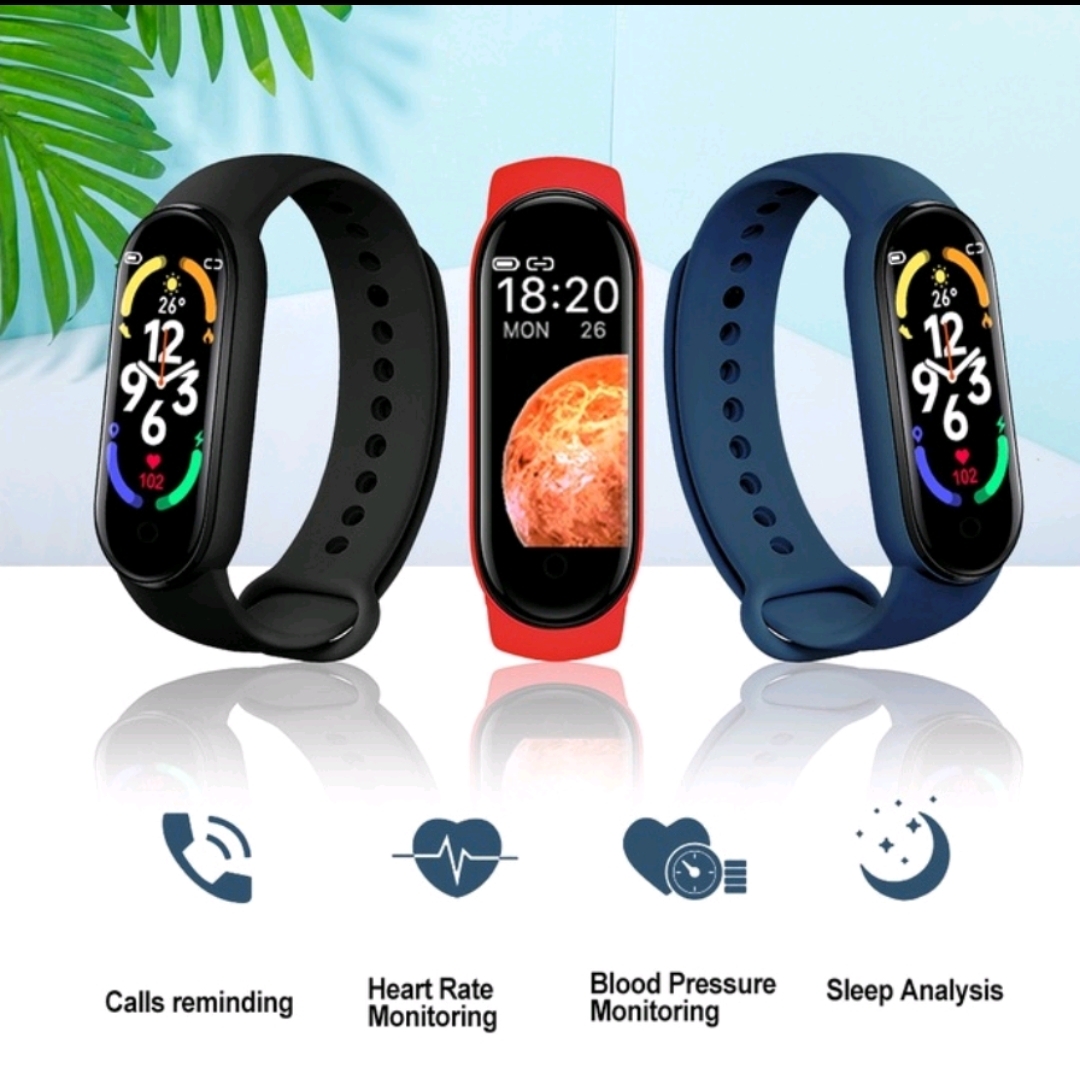 26°
12
9 3
6
102
18:20
MON 26
26°
12
9 3
6
102
Calls reminding
Heart Rate
Monitoring
Blood Pressure
Monitoring
Sleep Analysis